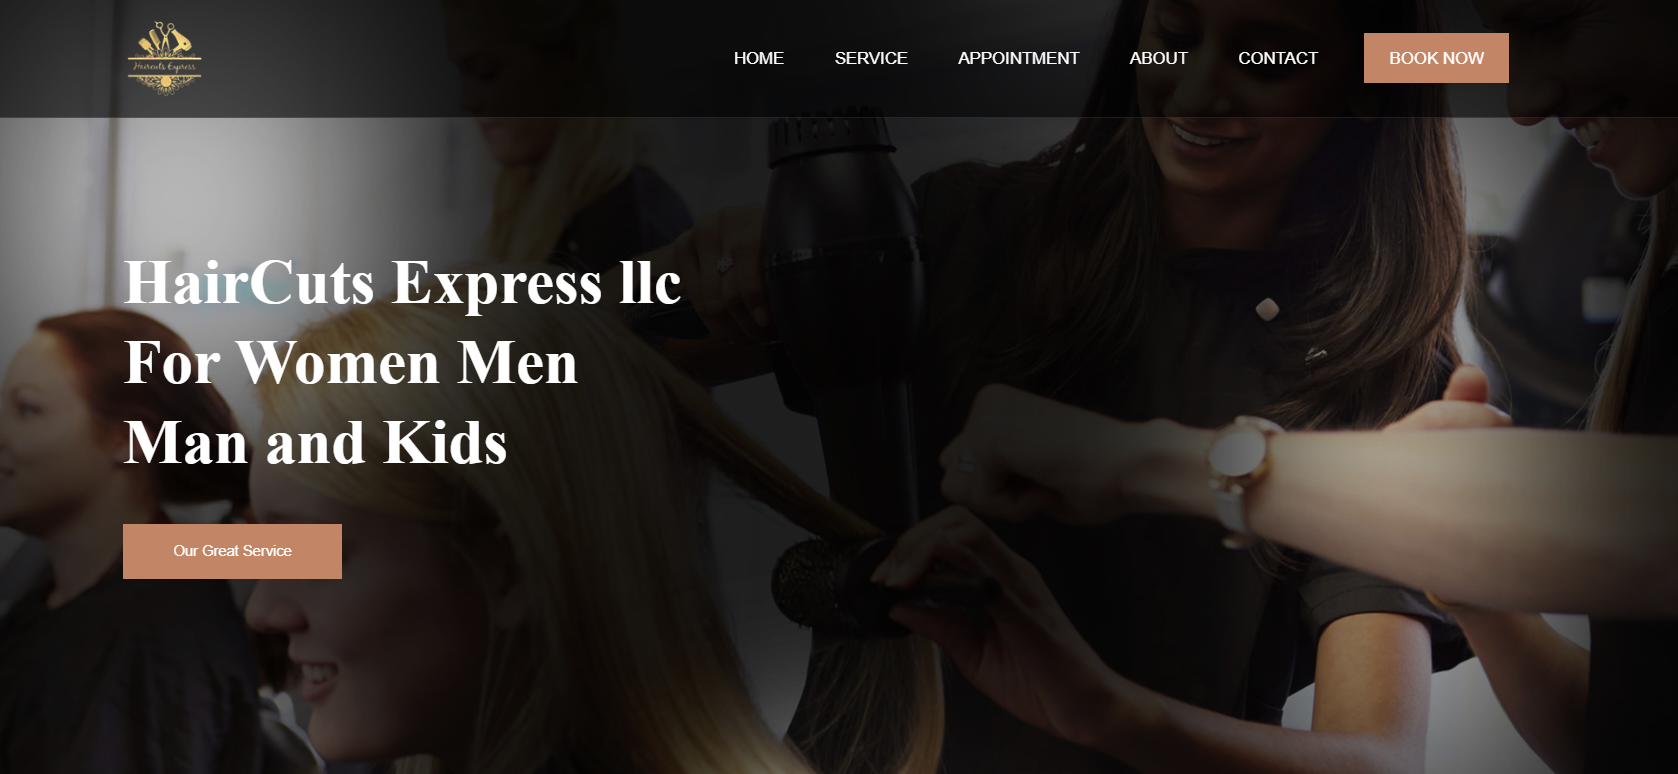 Haircuts Express
HOME
SERVICE
APPOINTMENT
ABOUT
CONTACT
BOOK NOW
HairCuts Express llc
For Women Men
Man and Kids
Our Great Service